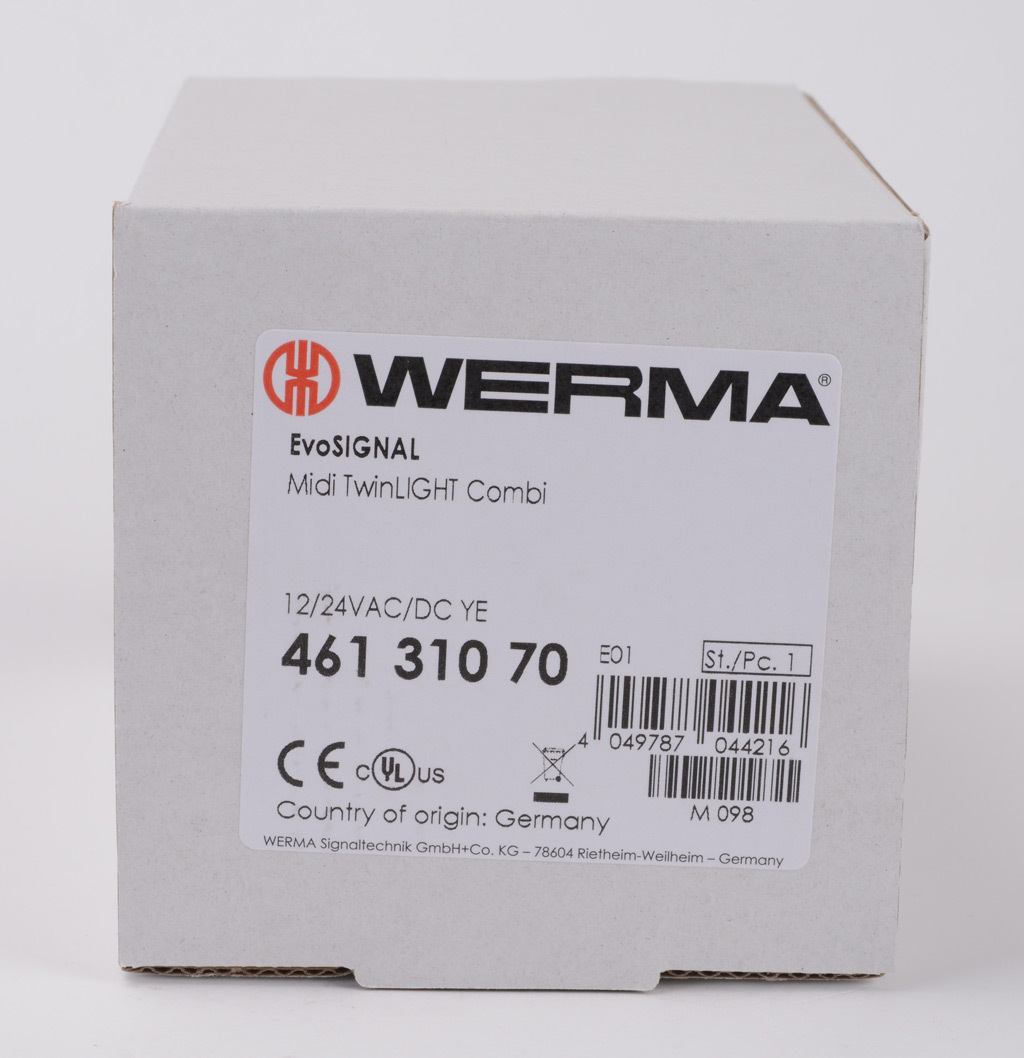 WERMA®
EvoSIGNAL
Midi TwinLIGHT Combi
12/24VAC/DC YE
461 310 70
E01
St./Pc. 1
4 049787 044216
CE c UL us
M 098
Country of origin: Germany
WERMA Signaltechnik GmbH+Co. KG – 78604 Rietheim-Weilheim – Germany